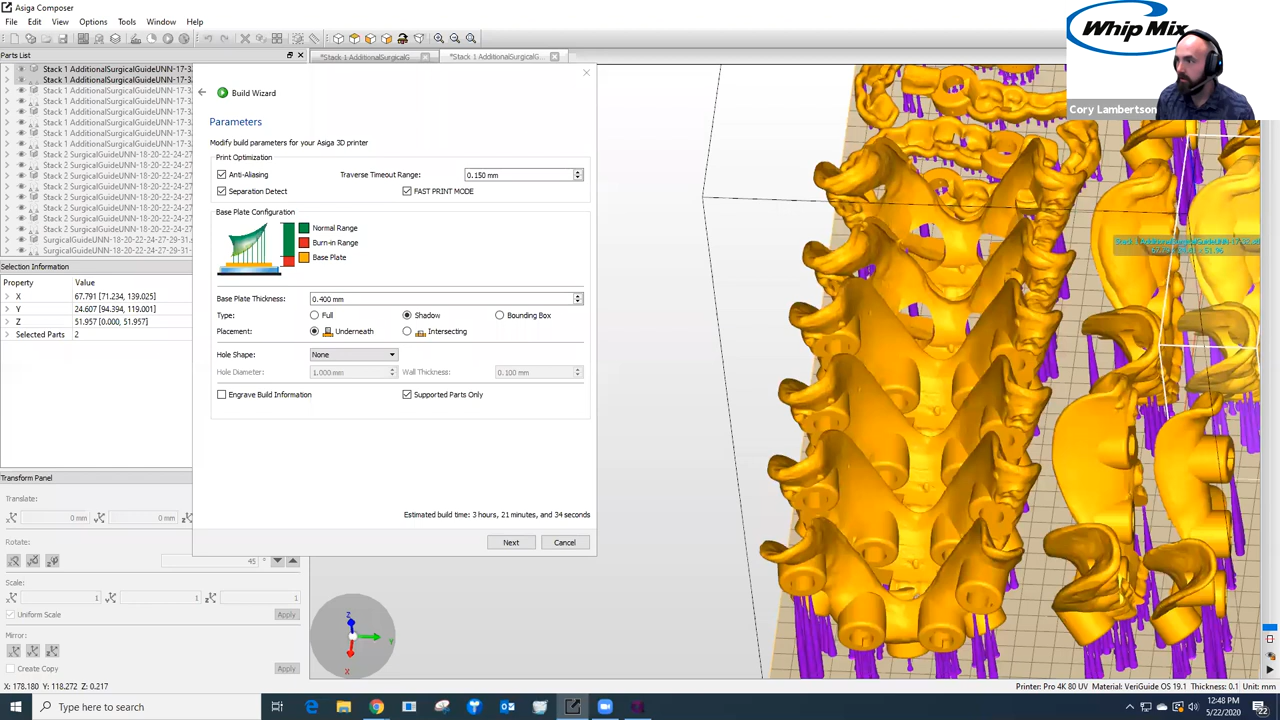 Asiga Composer
File Edit View Options Tools Window Help
Parts List
*Stack 1 AdditionalSurgicalG
*Stack 1 AdditionalSurgicalG...
Stack 1 AdditionalSurgicalGuideUNN-17-3
Stack 1 AdditionalSurgicalGuideUNN-17-3
Stack 1 AdditionalSurgicalGuideUNN-17-3
Stack 1 AdditionalSurgicalGuideUNN-17-3
Stack 1 AdditionalSurgicalGuideUNN-17-3
Stack 1 AdditionalSurgicalGuideUNN-17-3
Stack 1 AdditionalSurgicalGuideUNN-17-3
Stack 1 AdditionalSurgicalGuideUNN-17-3
Stack 1 AdditionalSurgicalGuideUNN-17-3
Stack 2 SurgicalGuideUNN-18-20-22-24-27
Stack 2 SurgicalGuideUNN-18-20-22-24-27
Stack 2 SurgicalGuideUNN-18-20-22-24-27
Stack 2 SurgicalGuideUNN-18-20-22-24-27
Stack 2 SurgicalGuideUNN-18-20-22-24-27
Stack 2 SurgicalGuideUNN-18-20-22-24-27
SurgicalGuideUNN-18-20-22-24-27-29-31-
SurgicalGuideUNN-18-20-22-24-27-29-31-
Selection Information
Property Value
X 67.791 [71.234, 139.025]
Y 24.607 [94.394, 119.001]
Z 51.957 [0.000, 51.957]
Selected Parts 2
Transform Panel
Translate:
0 mm 0 mm
Rotate:
45 °
Scale:
1 1 1
Uniform Scale Apply
Mirror:
Create Copy Apply
X: 178.180 Y: 118.272 Z: 0.217
Build Wizard
Parameters
Modify build parameters for your Asiga 3D printer
Print Optimization
Anti-Aliasing Traverse Timeout Range: 0.150 mm
Separation Detect FAST PRINT MODE
Base Plate Configuration
Normal Range
Burn-in Range
Base Plate
Base Plate Thickness: 0.400 mm
Type: Full Shadow Bounding Box
Placement: Underneath Intersecting
Hole Shape: None
Hole Diameter: 1.000 mm Wall Thickness: 0.100 mm
Engrave Build Information Supported Parts Only
Estimated build time: 3 hours, 21 minutes, and 34 seconds
Next Cancel
Z
Y
X
Whip Mix
Cory Lambertson
Printer: Pro 4K 80 UV Material: VeriGuide OS 19.1 Thickness: 0.1 Unit: mm
Type here to search
12:48 PM
5/22/2020
22